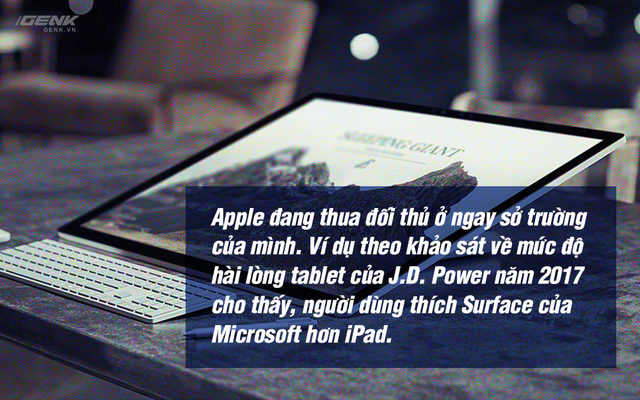 GENK
GENK.VN
SLEEPING GIANT
Apple đang thua đối thủ ở ngay sở trường
của mình. Ví dụ theo khảo sát về mức độ
hài lòng tablet của J.D. Power năm 2017
cho thấy, người dùng thích Surface của
Microsoft hơn iPad.